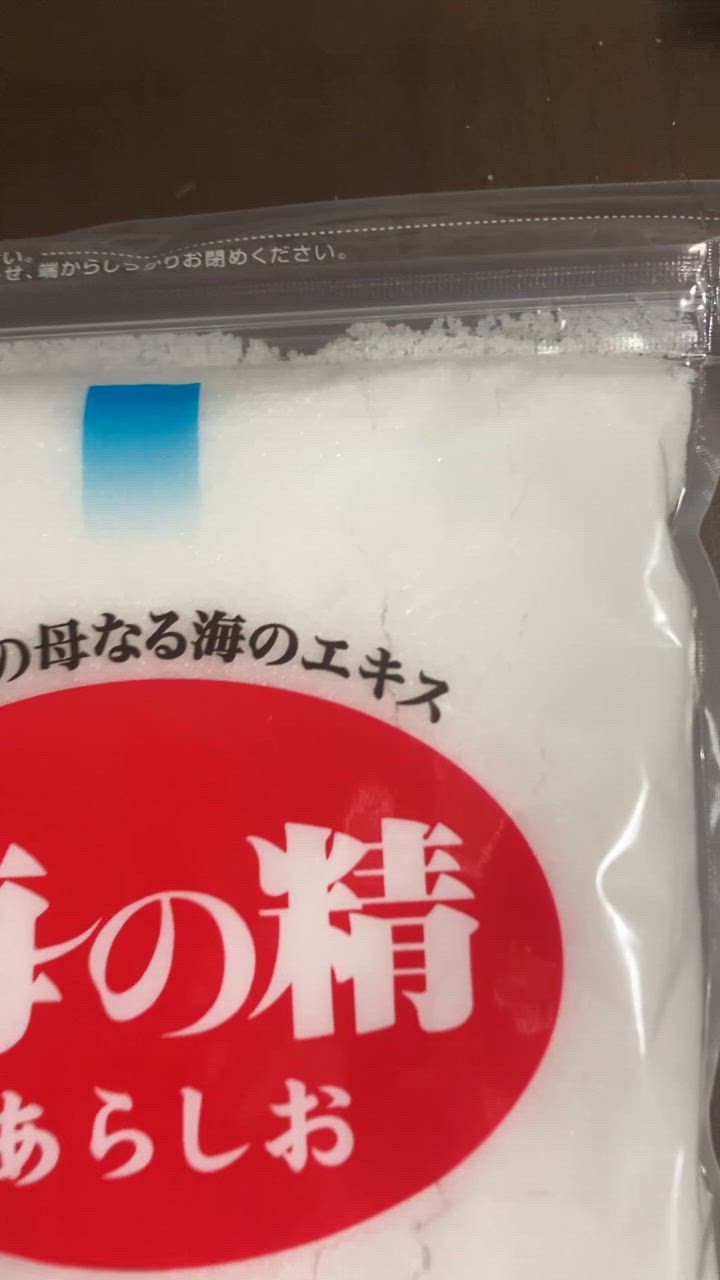 い。
せ、端からしっかりお閉めください。
の母なる海のエキス
海の精
あらしお